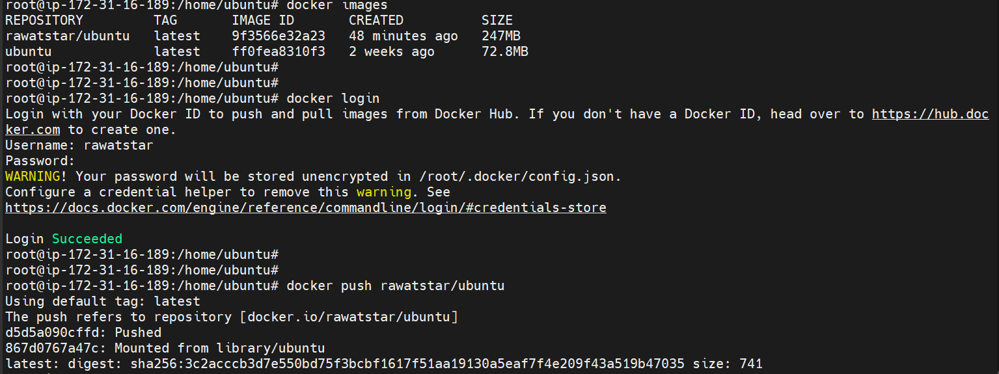 root@ip-172-31-16-189:/home/ubuntu# docker images
REPOSITORY         TAG       IMAGE ID       CREATED          SIZE
rawatstar/ubuntu   latest    9f3566e32a23   48 minutes ago   247MB
ubuntu             latest    ff0fea8310f3   2 weeks ago      72.8MB
root@ip-172-31-16-189:/home/ubuntu#
root@ip-172-31-16-189:/home/ubuntu#
root@ip-172-31-16-189:/home/ubuntu# docker login
Login with your Docker ID to push and pull images from Docker Hub. If you don't have a Docker ID, head over to https://hub.doc
ker.com to create one.
Username: rawatstar
Password:
WARNING! Your password will be stored unencrypted in /root/.docker/config.json.
Configure a credential helper to remove this warning. See
https://docs.docker.com/engine/reference/commandline/login/#credentials-store
Login Succeeded
root@ip-172-31-16-189:/home/ubuntu#
root@ip-172-31-16-189:/home/ubuntu#
root@ip-172-31-16-189:/home/ubuntu# docker push rawatstar/ubuntu
Using default tag: latest
The push refers to repository [docker.io/rawatstar/ubuntu]
d5d5a090cffd: Pushed
867d0767a47c: Mounted from library/ubuntu
latest: digest: sha256:3c2acccb3d7e550bd75f3bcbf1617f51aa19130a5eaf7f4e209f43a519b47035 size: 741